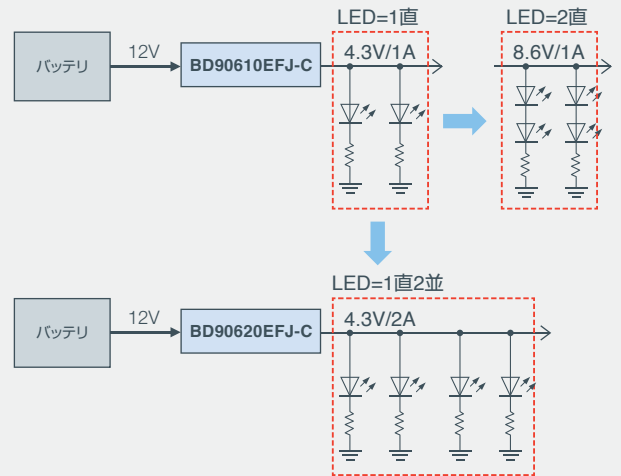 LED=1直
LED=2直
バッテリ
12V
BD90610EFJ-C
4.3V/1A
8.6V/1A
LED=1直2並
バッテリ
12V
BD90620EFJ-C
4.3V/2A